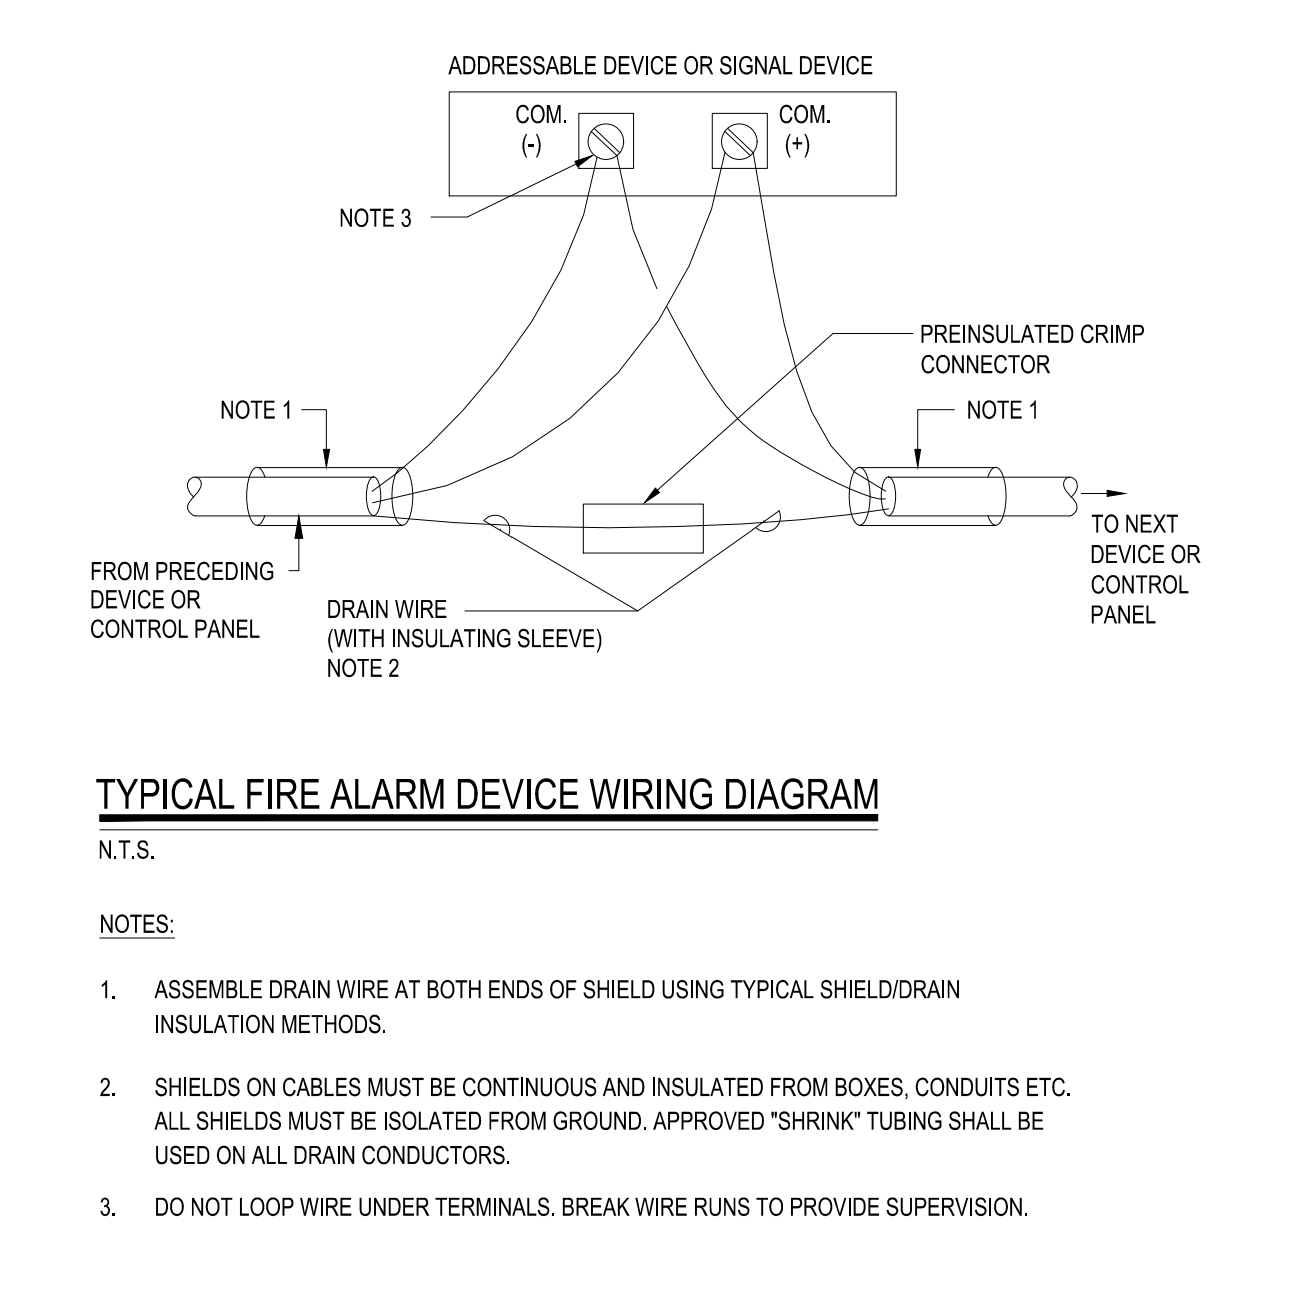 ADDRESSABLE DEVICE OR SIGNAL DEVICE
COM.
(-)
COM.
(+)
NOTE 3
PREINSULATED CRIMP
CONNECTOR
NOTE 1
NOTE 1
FROM PRECEDING
DEVICE OR
CONTROL PANEL
TO NEXT
DEVICE OR
CONTROL
PANEL
DRAIN WIRE
(WITH INSULATING SLEEVE)
NOTE 2
TYPICAL FIRE ALARM DEVICE WIRING DIAGRAM
N.T.S.
NOTES:
1. ASSEMBLE DRAIN WIRE AT BOTH ENDS OF SHIELD USING TYPICAL SHIELD/DRAIN
INSULATION METHODS.
2. SHIELDS ON CABLES MUST BE CONTINUOUS AND INSULATED FROM BOXES, CONDUITS ETC.
ALL SHIELDS MUST BE ISOLATED FROM GROUND. APPROVED "SHRINK" TUBING SHALL BE
USED ON ALL DRAIN CONDUCTORS.
3. DO NOT LOOP WIRE UNDER TERMINALS. BREAK WIRE RUNS TO PROVIDE SUPERVISION.